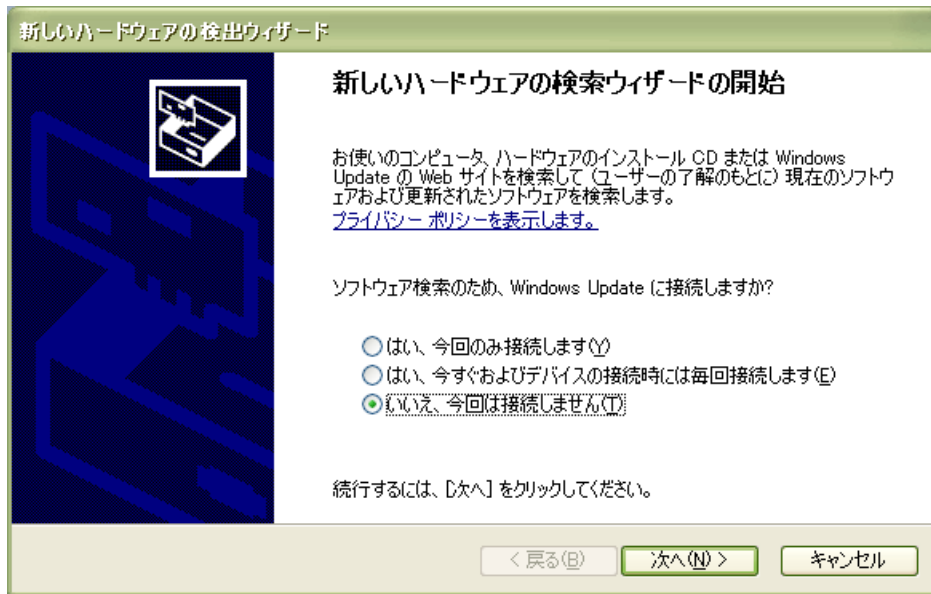 新しいハードウェアの検出ウィザード
新しいハードウェアの検索ウィザードの開始
お使いのコンピュータ、ハードウェアのインストール CD または Windows
Update の Web サイトを検索して (ユーザーの了解のもとに) 現在のソフトウ
ェアおよび更新されたソフトウェアを検索します。
プライバシー ポリシーを表示します。
ソフトウェア検索のため、Windows Update に接続しますか?
はい、今回のみ接続します(Y)
はい、今すぐおよびデバイスの接続時には毎回接続します(E)
いいえ、今回は接続しません(T)
続行するには、[次へ] をクリックしてください。
< 戻る(B)
次へ(N) >
キャンセル